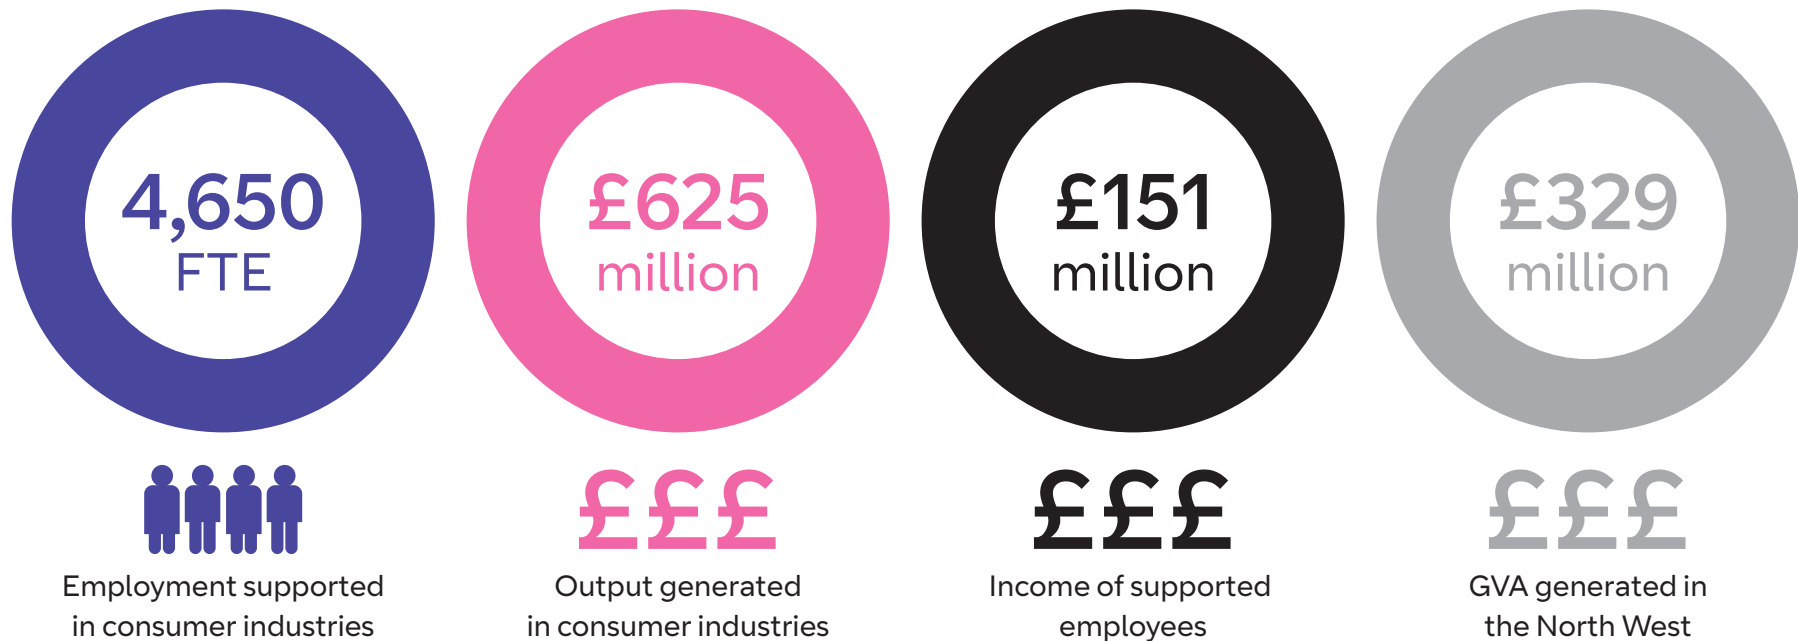 4,650
FTE
£625
million
£151
million
£329
million
£££
£££
£££
Employment supported
in consumer industries
Output generated
in consumer industries
Income of supported
employees
GVA generated in
the North West